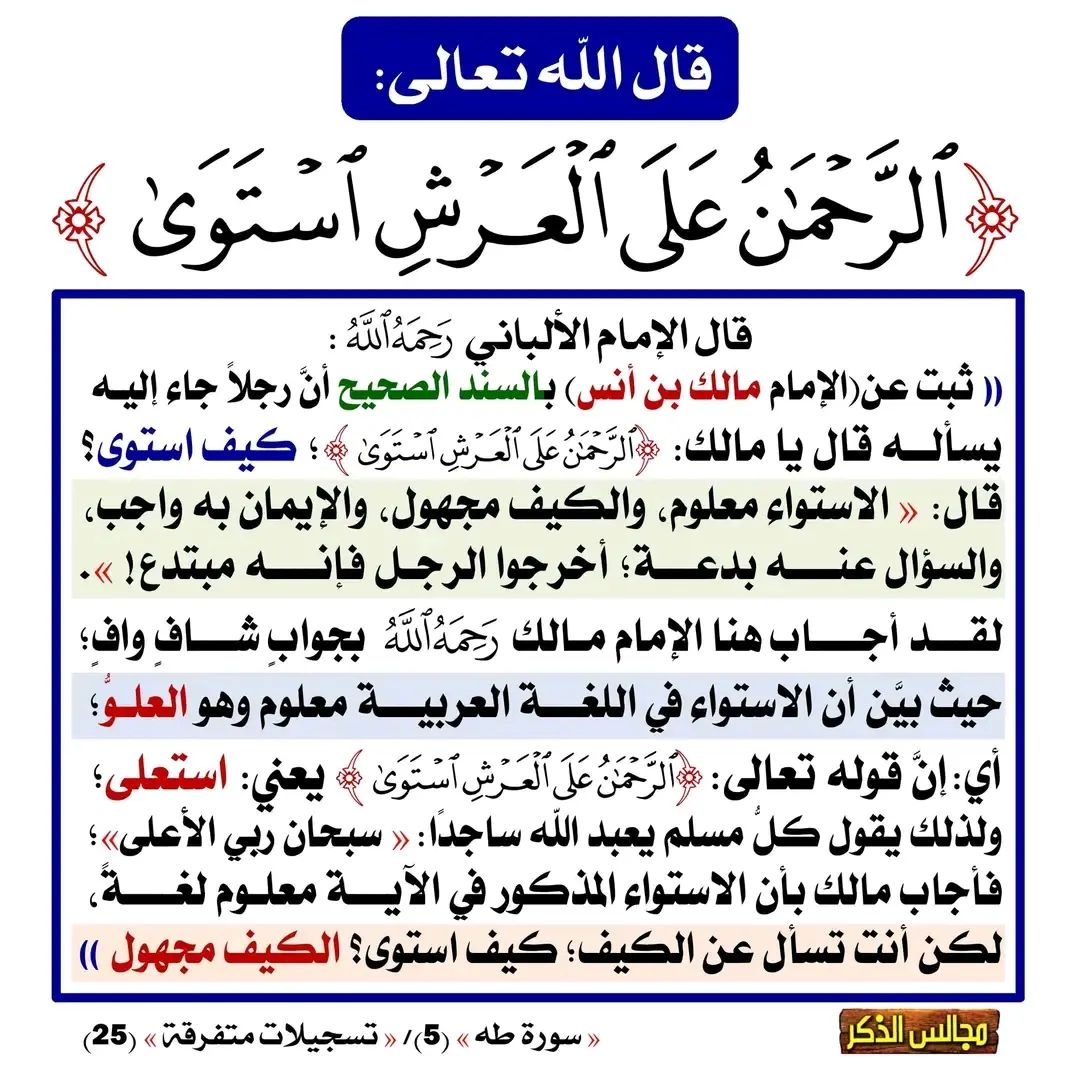 قال الله تعالى:
﴿ ٱلرَّحْمَٰنُ عَلَى ٱلْعَرْشِ ٱسْتَوَىٰ ﴾
قال الإمام الألباني رَحِمَهُ ٱللَّهُ :
(( ثبت عن (الإمام مالك بن أنس) بالسند الصحيح أنَّ رجلاً جاء إليه
يسأله قال يا مالك: ﴿ٱلرَّحْمَٰنُ عَلَى ٱلْعَرْشِ ٱسْتَوَىٰ ﴾؛ كيف استوى؟
قال: « الاستواء معلوم، والكيف مجهول، والإيمان به واجب،
والسؤال عنه بدعة؛ أخرجوا الرجل فإنه مبتدع! ».
لقد أجاب هنا الإمام مالك رَحِمَهُ ٱللَّهُ بجوابٍ شافٍ وافٍ؛
حيث بيَّن أن الاستواء في اللغة العربية معلوم وهو العلوُّ؛
أي: إنَّ قوله تعالى: ﴿ٱلرَّحْمَٰنُ عَلَى ٱلْعَرْشِ ٱسْتَوَىٰ ﴾ يعني: استعلى؛
ولذلك يقول كلُّ مسلم يعبد الله ساجدًا: « سبحان ربي الأعلى»؛
فأجاب مالك بأن الاستواء المذكور في الآية معلوم لغةً،
لكن أنت تسأل عن الكيف؛ كيف استوى؟ الكيف مجهول ))
« سورة طه » (5)/ « تسجيلات متفرقة » (25)
مجالس الذكر